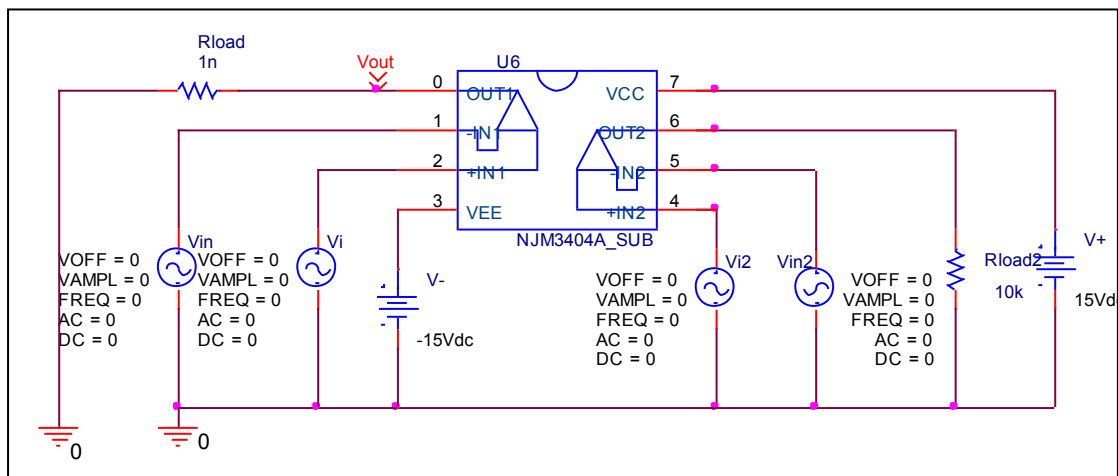 Rload
1n
Vout
U6
0
OUT1
VCC
7
1
-IN1
OUT2
6
2
+IN1
-IN2
5
3
VEE
+IN2
4
NJM3404A_SUB
Vin
VOFF = 0
VAMPL = 0
FREQ = 0
AC = 0
DC = 0
Vi
VOFF = 0
VAMPL = 0
FREQ = 0
AC = 0
DC = 0
V-
-15Vdc
Vi2
VOFF = 0
VAMPL = 0
FREQ = 0
AC = 0
DC = 0
Vin2
VOFF = 0
VAMPL = 0
FREQ = 0
AC = 0
DC = 0
Rload2
10k
V+
15Vd
0
0